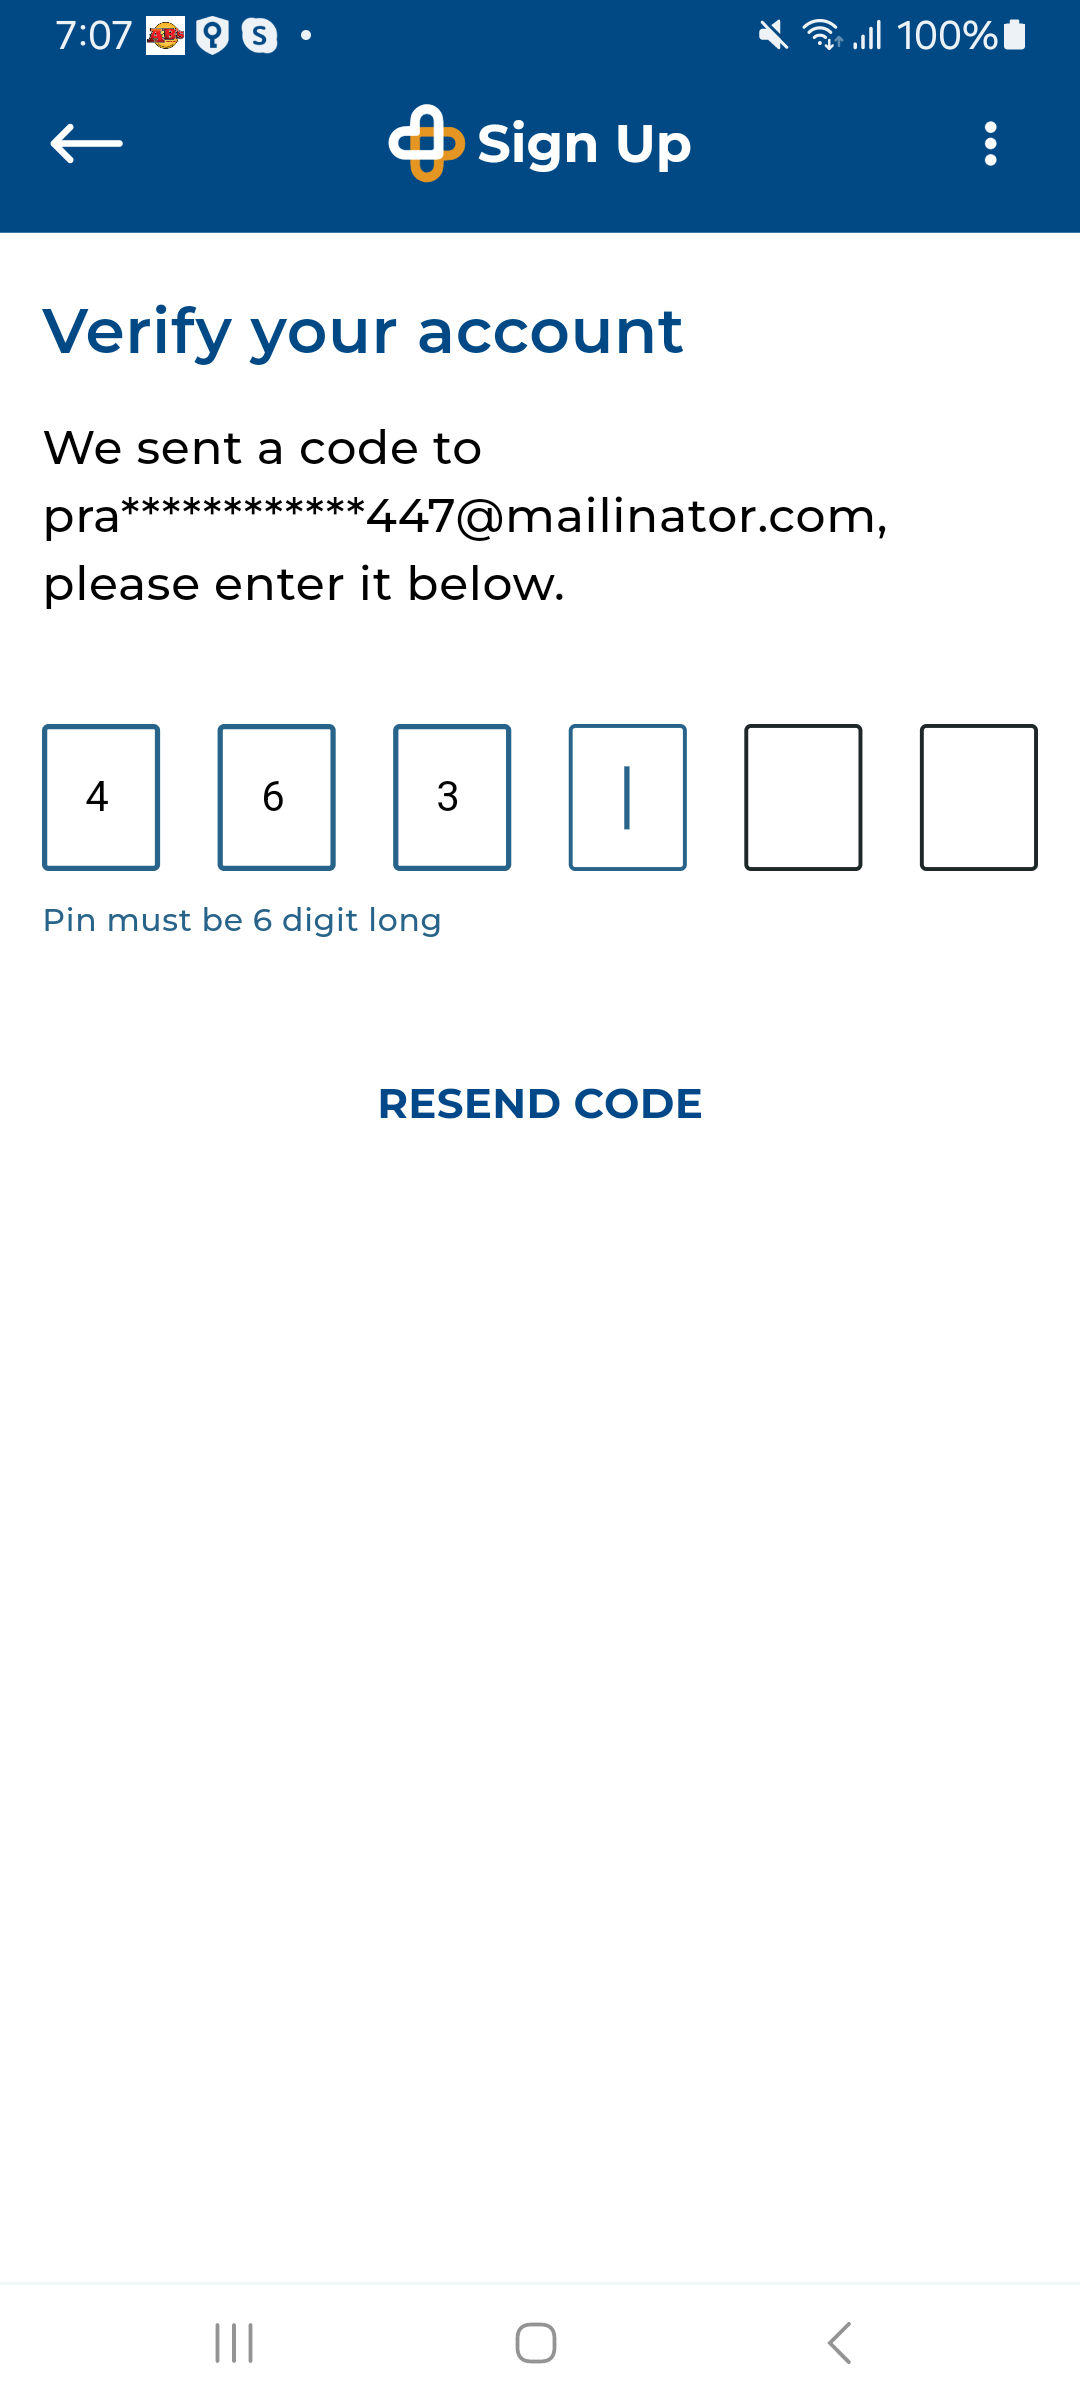 7:07 AB's S 100%
Sign Up
Verify your account
We sent a code to
pra************447@mailinator.com,
please enter it below.
4 6 3
Pin must be 6 digit long
RESEND CODE